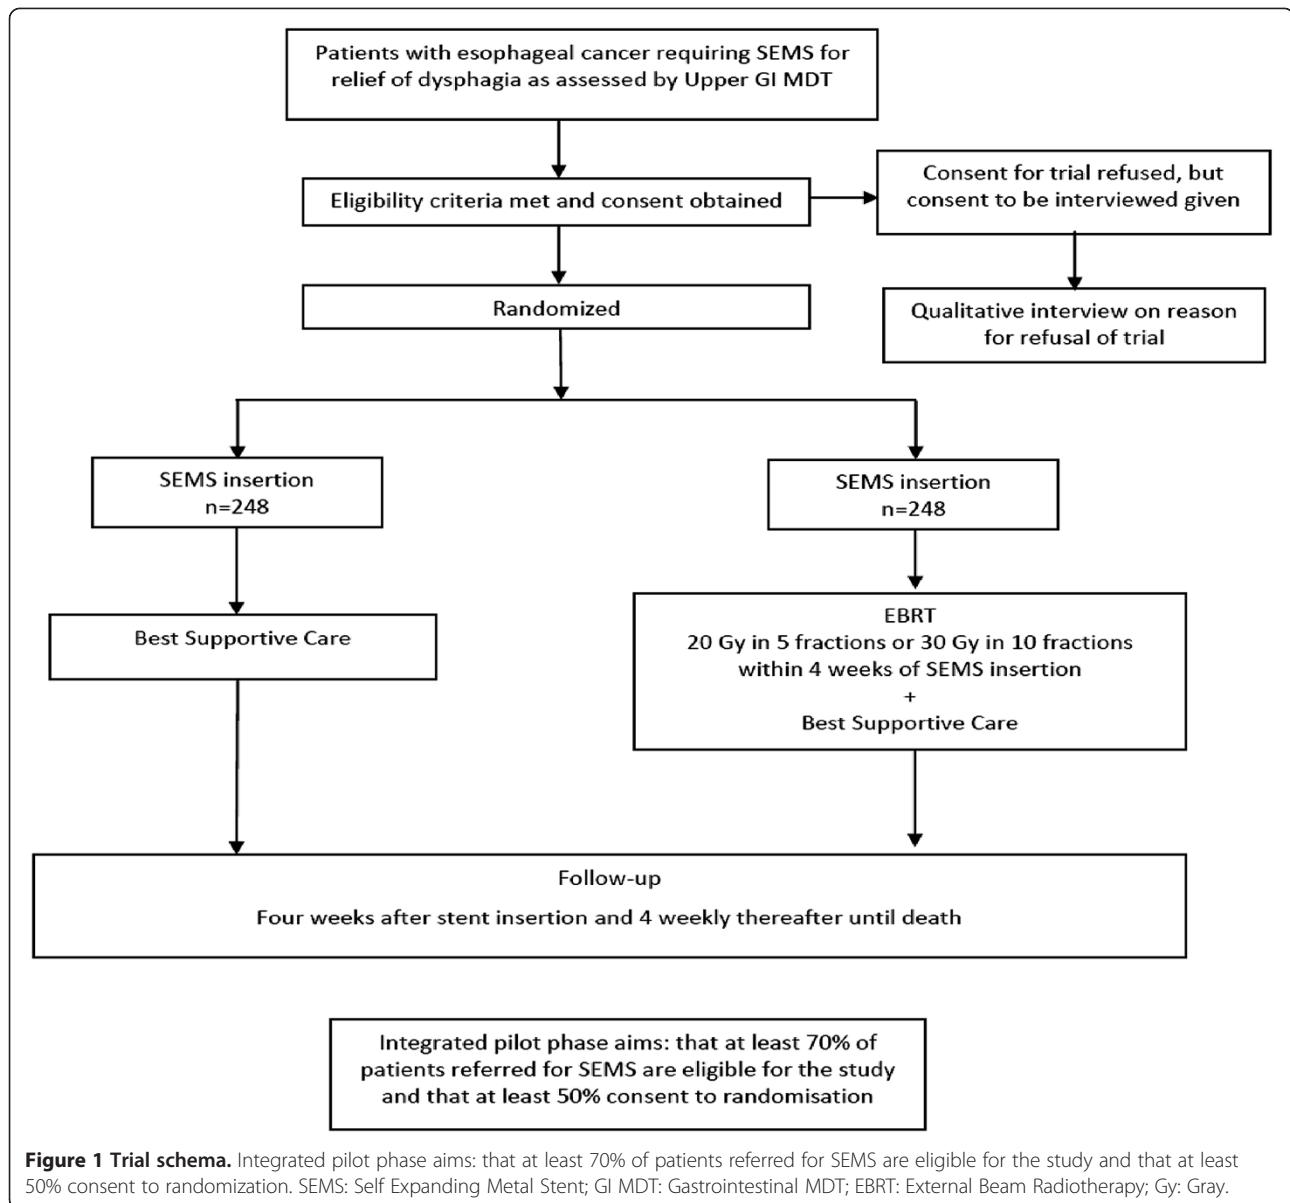 Patients with esophageal cancer requiring SEMS for
relief of dysphagia as assessed by Upper GI MDT
Eligibility criteria met and consent obtained
Consent for trial refused, but
consent to be interviewed given
Randomized
Qualitative interview on reason
for refusal of trial
SEMS insertion
n=248
SEMS insertion
n=248
Best Supportive Care
EBRT
20 Gy in 5 fractions or 30 Gy in 10 fractions
within 4 weeks of SEMS insertion
+
Best Supportive Care
Follow-up
Four weeks after stent insertion and 4 weekly thereafter until death
Integrated pilot phase aims: that at least 70% of
patients referred for SEMS are eligible for the study
and that at least 50% consent to randomisation
Figure 1 Trial schema. Integrated pilot phase aims: that at least 70% of patients referred for SEMS are eligible for the study and that at least
50% consent to randomization. SEMS: Self Expanding Metal Stent; GI MDT: Gastrointestinal MDT; EBRT: External Beam Radiotherapy; Gy: Gray.